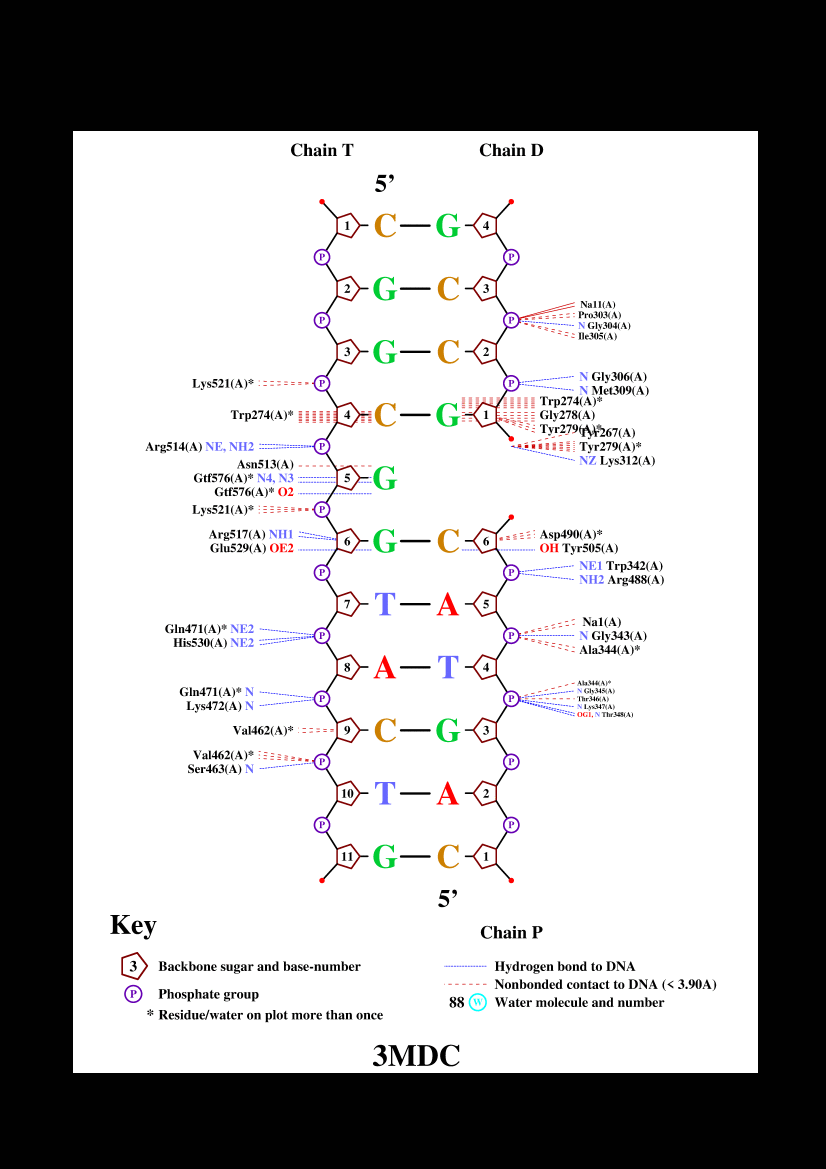 Chain T Chain D
5’
1 C G 4
P P
2 G C 3
Na11(A)
Pro303(A)
P P N Gly304(A)
Ile305(A)
3 G C 2
N Gly306(A)
Lys521(A)* P P
N Met309(A)
Trp274(A)*
Trp274(A)* 4 C G 1 Gly278(A)
Tyr279(A)*
Tyr267(A)
Arg514(A) NE, NH2 P Tyr279(A)*
NZ Lys312(A)
Asn513(A)
Gtf576(A)* N4, N3 5 G
Gtf576(A)* O2
Lys521(A)* P
Arg517(A) NH1 Asp490(A)*
6 G C 6
Glu529(A) OE2 OH Tyr505(A)
NE1 Trp342(A)
P P
NH2 Arg488(A)
7 T A 5
Na1(A)
Gln471(A)* NE2 P P N Gly343(A)
His530(A) NE2 Ala344(A)*
8 A T 4
Ala344(A)*
Gln471(A)* N N Gly345(A)
P P Thr346(A)
Lys472(A) N N Lys347(A)
OG1, N Thr348(A)
Val462(A)* 9 C G 3
Val462(A)* P P
Ser463(A) N
10 T A 2
P P
11 G C 1
5’
Key
Chain P
3 Backbone sugar and base-number
P Phosphate group
* Residue/water on plot more than once
Hydrogen bond to DNA
Nonbonded contact to DNA (< 3.90A)
88 W Water molecule and number
3MDC